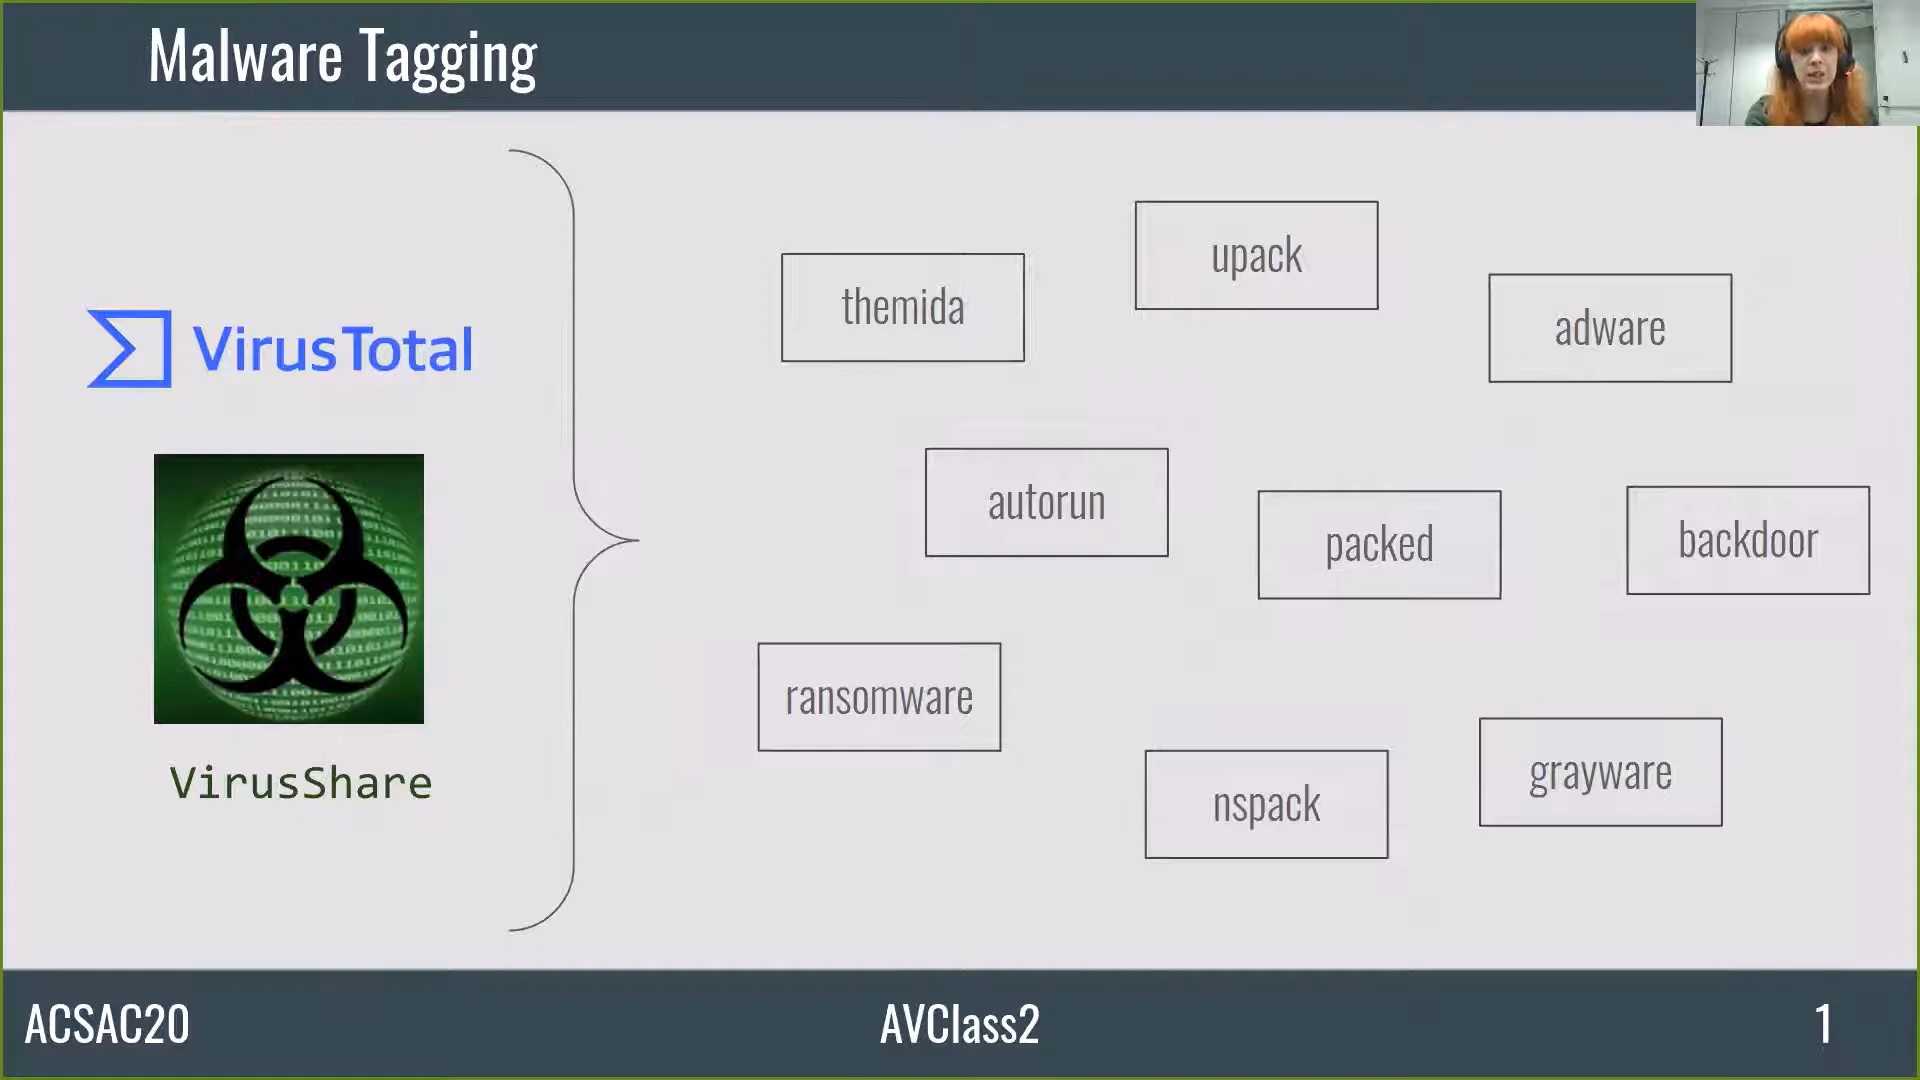 Malware Tagging
VirusTotal
VirusShare
themida
upack
adware
autorun
packed
backdoor
ransomware
nspack
grayware
ACSAC20
AVClass2
1